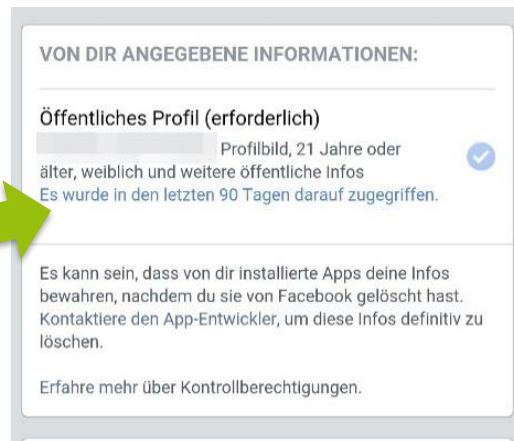 VON DIR ANGEGEBENE INFORMATIONEN:
Öffentliches Profil (erforderlich)
Profilbild, 21 Jahre oder
älter, weiblich und weitere öffentliche Infos
Es wurde in den letzten 90 Tagen darauf zugegriffen.
Es kann sein, dass von dir installierte Apps deine Infos
bewahren, nachdem du sie von Facebook gelöscht hast.
Kontaktiere den App-Entwickler, um diese Infos definitiv zu
löschen.
Erfahre mehr über Kontrollberechtigungen.